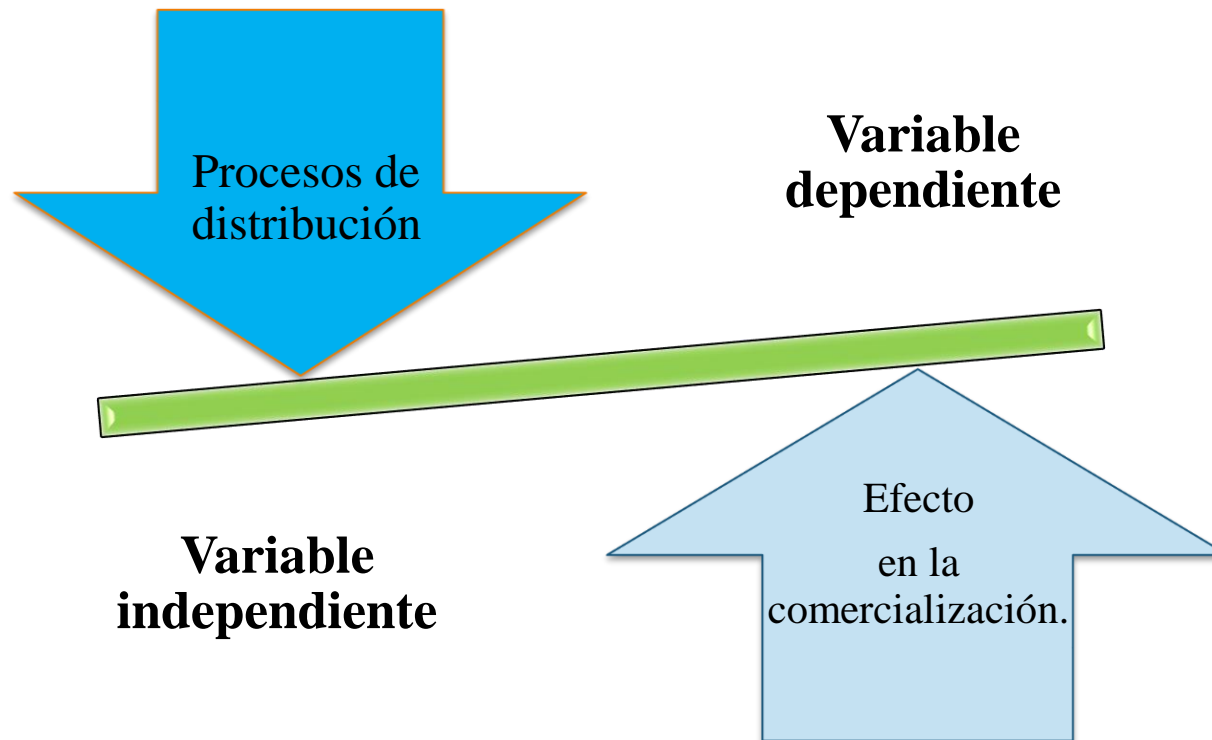 Procesos de
distribución
Variable
dependiente
Variable
independiente
Efecto
en la
comercialización.